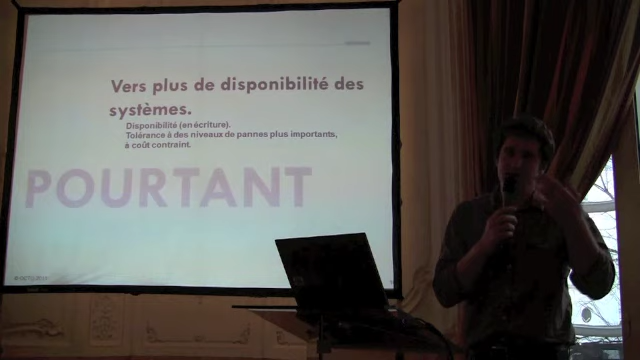 Vers plus de disponibilité des
systèmes.
Disponibilité (en écriture).
Tolérance à des niveaux de pannes plus importants,
à coût contraint.
POURTANT